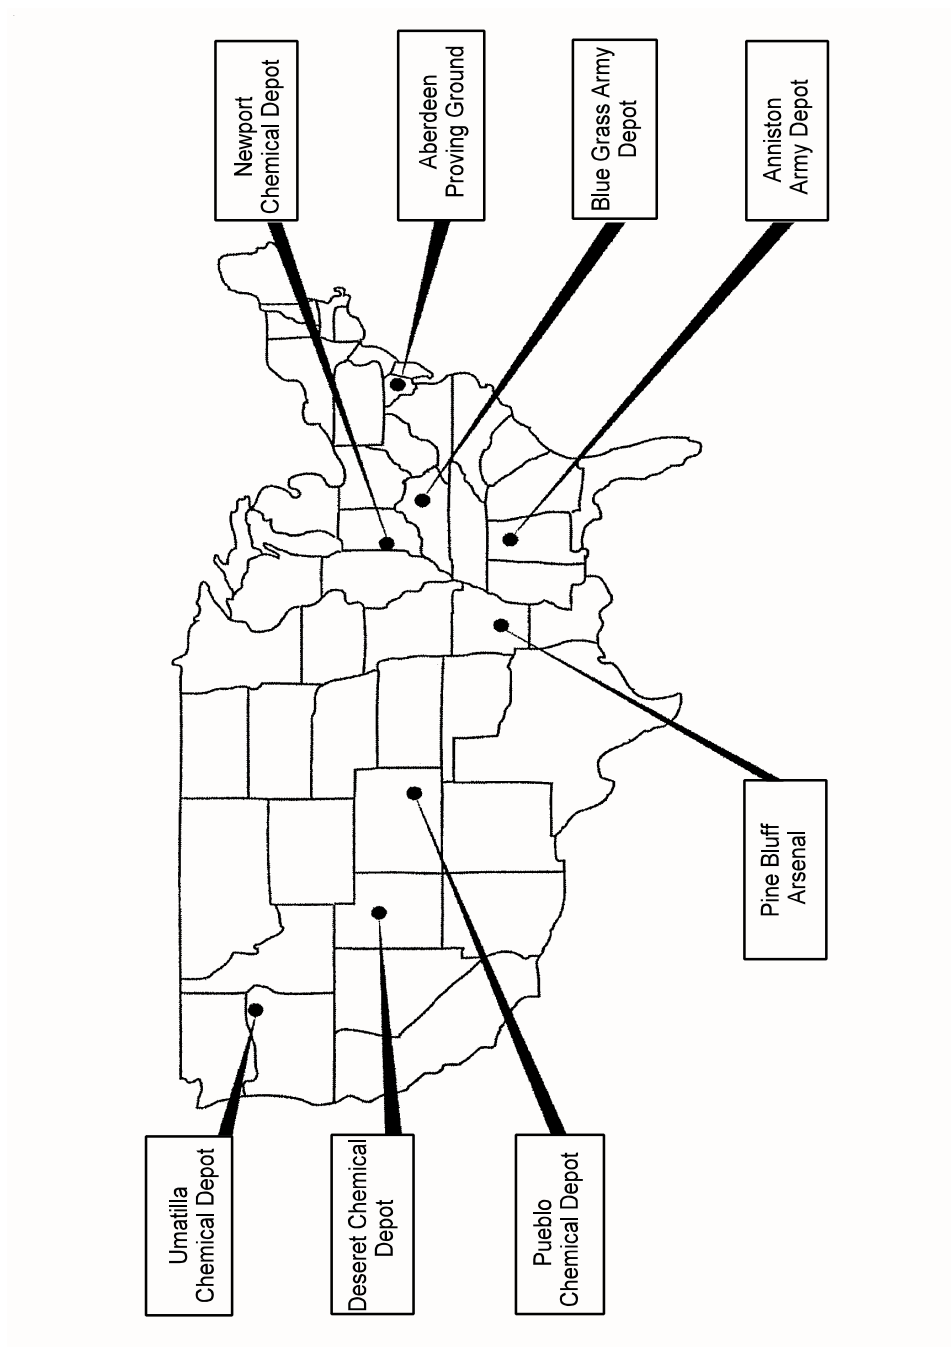 Umatilla
Chemical Depot
Deseret Chemical
Depot
Pueblo
Chemical Depot
Pine Bluff
Arsenal
Newport
Chemical Depot
Aberdeen
Proving Ground
Blue Grass Army
Depot
Anniston
Army Depot